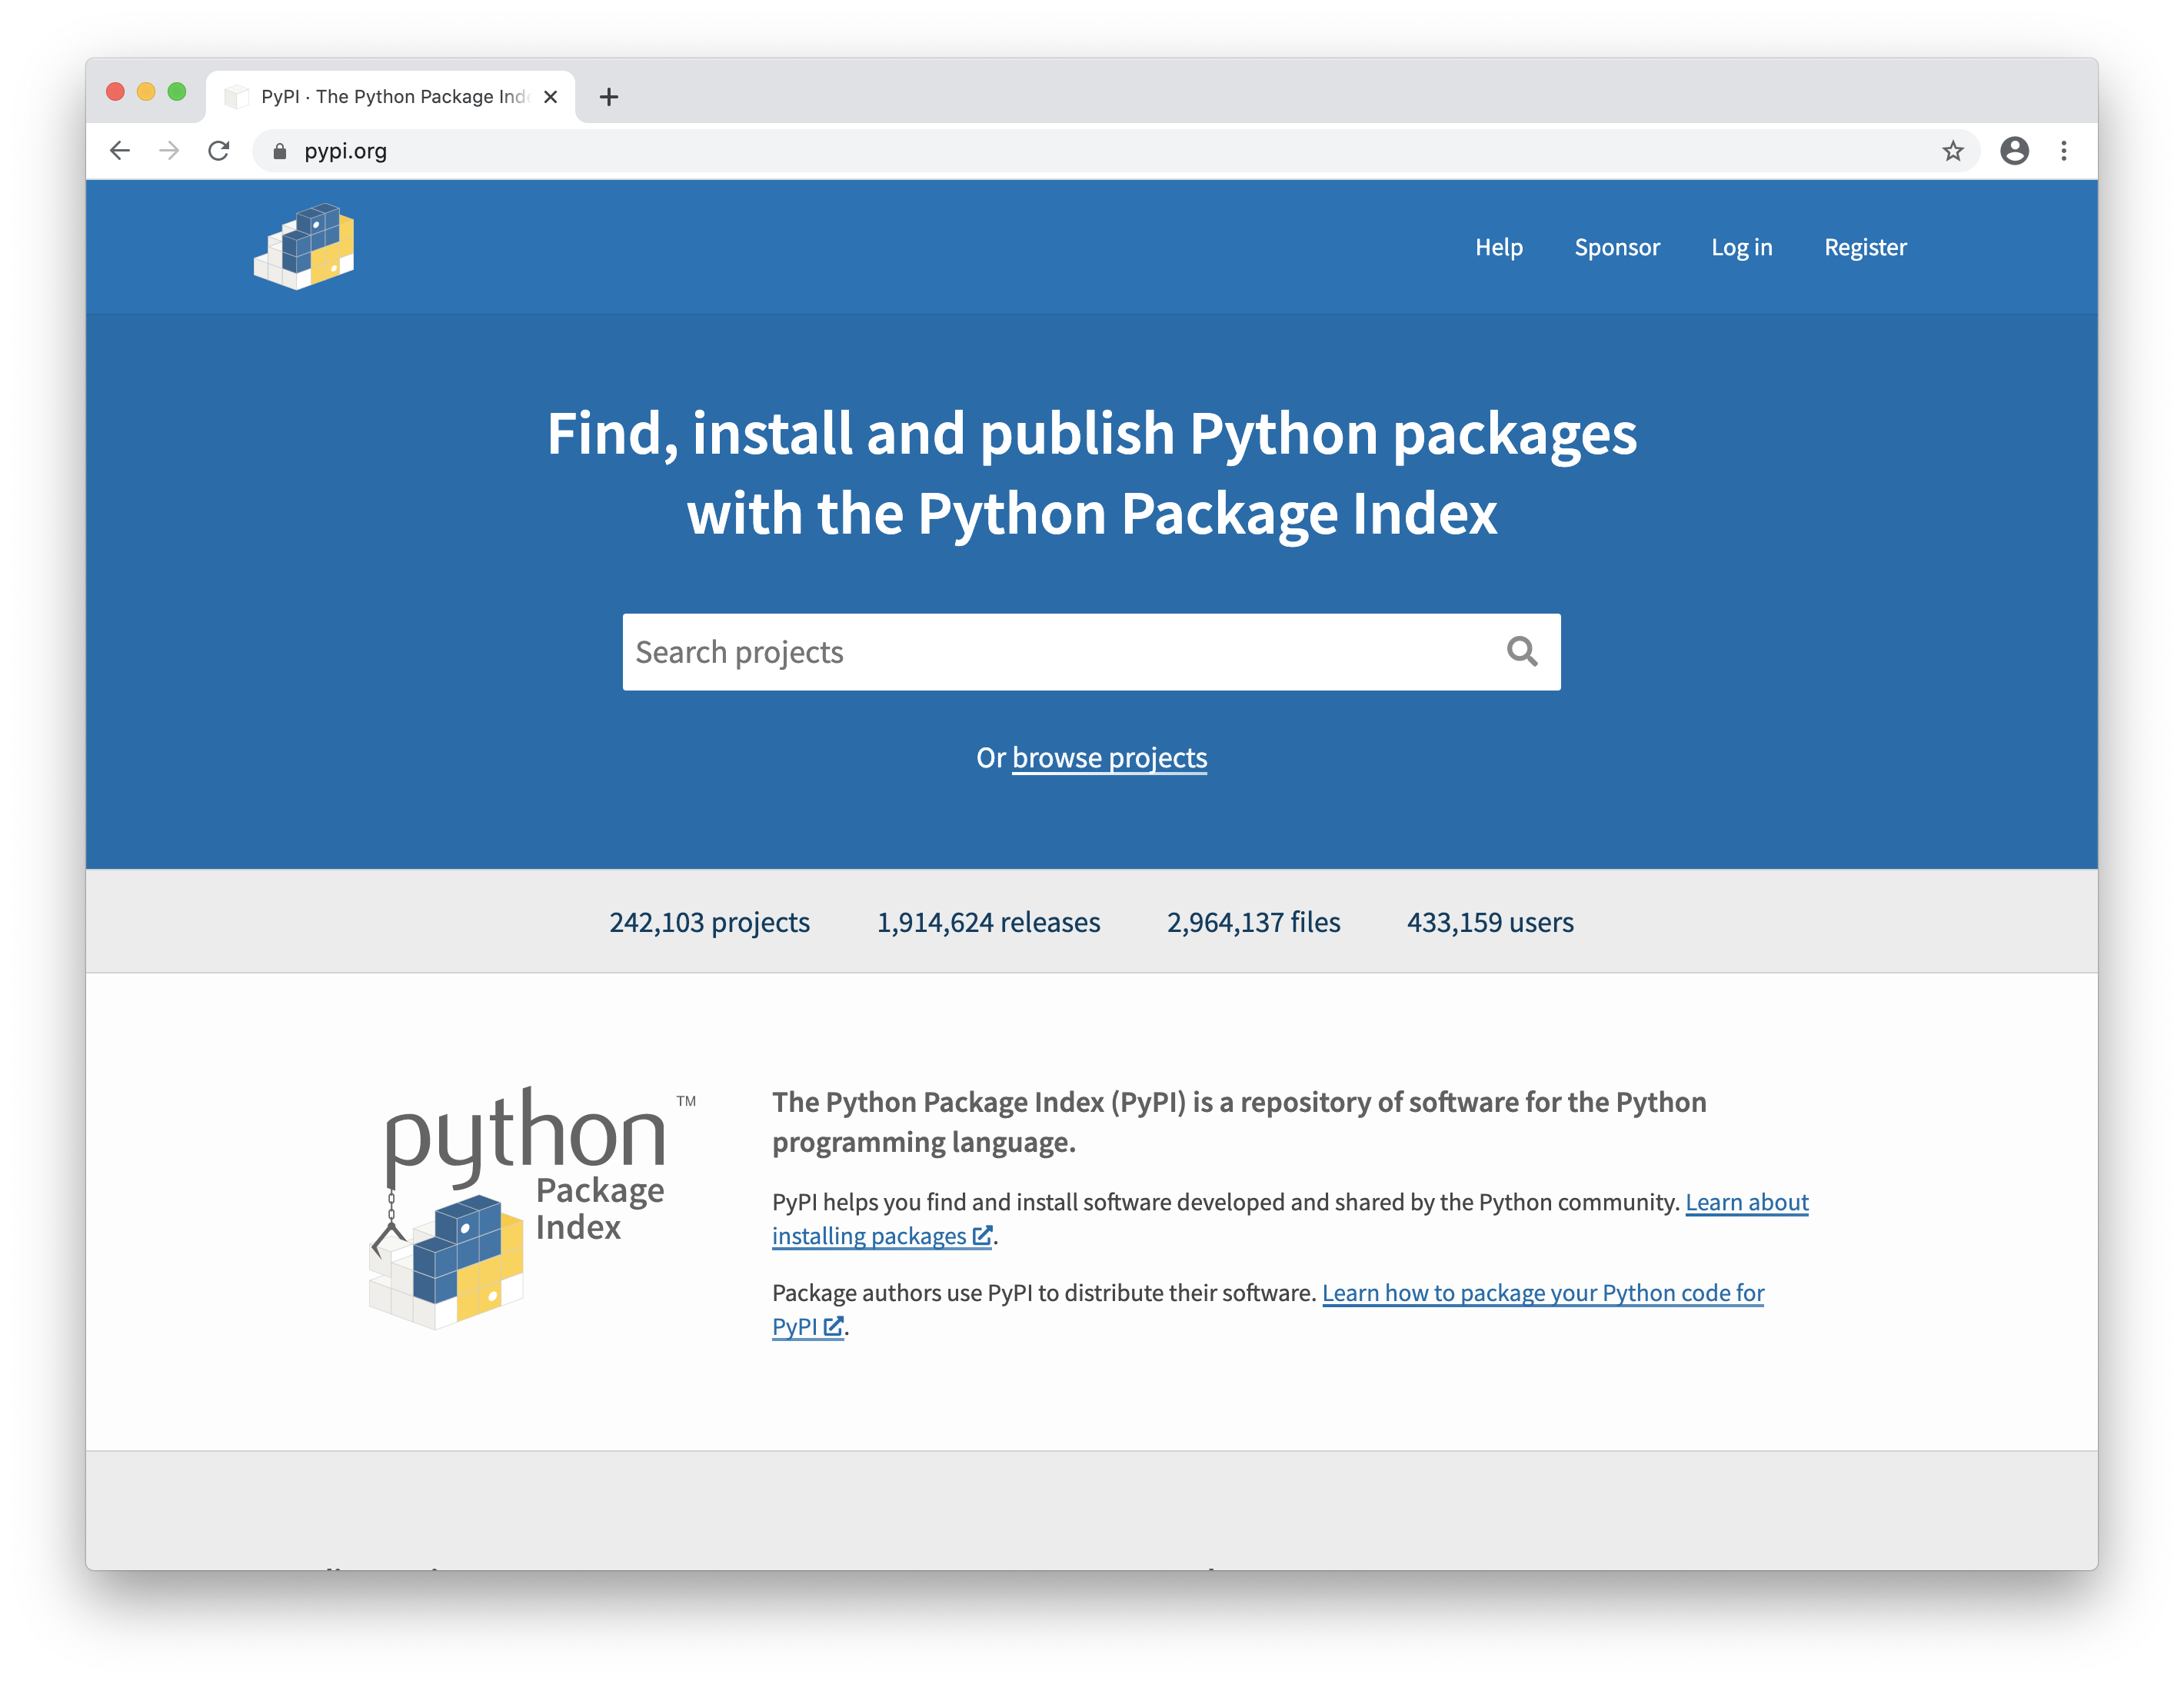 PyPI · The Python Package Ind
pypi.org
Help Sponsor Log in Register
Find, install and publish Python packages
with the Python Package Index
Search projects
Or browse projects
242,103 projects 1,914,624 releases 2,964,137 files 433,159 users
python™
Package
Index
The Python Package Index (PyPI) is a repository of software for the Python
programming language.
PyPI helps you find and install software developed and shared by the Python community. Learn about
installing packages.
Package authors use PyPI to distribute their software. Learn how to package your Python code for
PyPI.